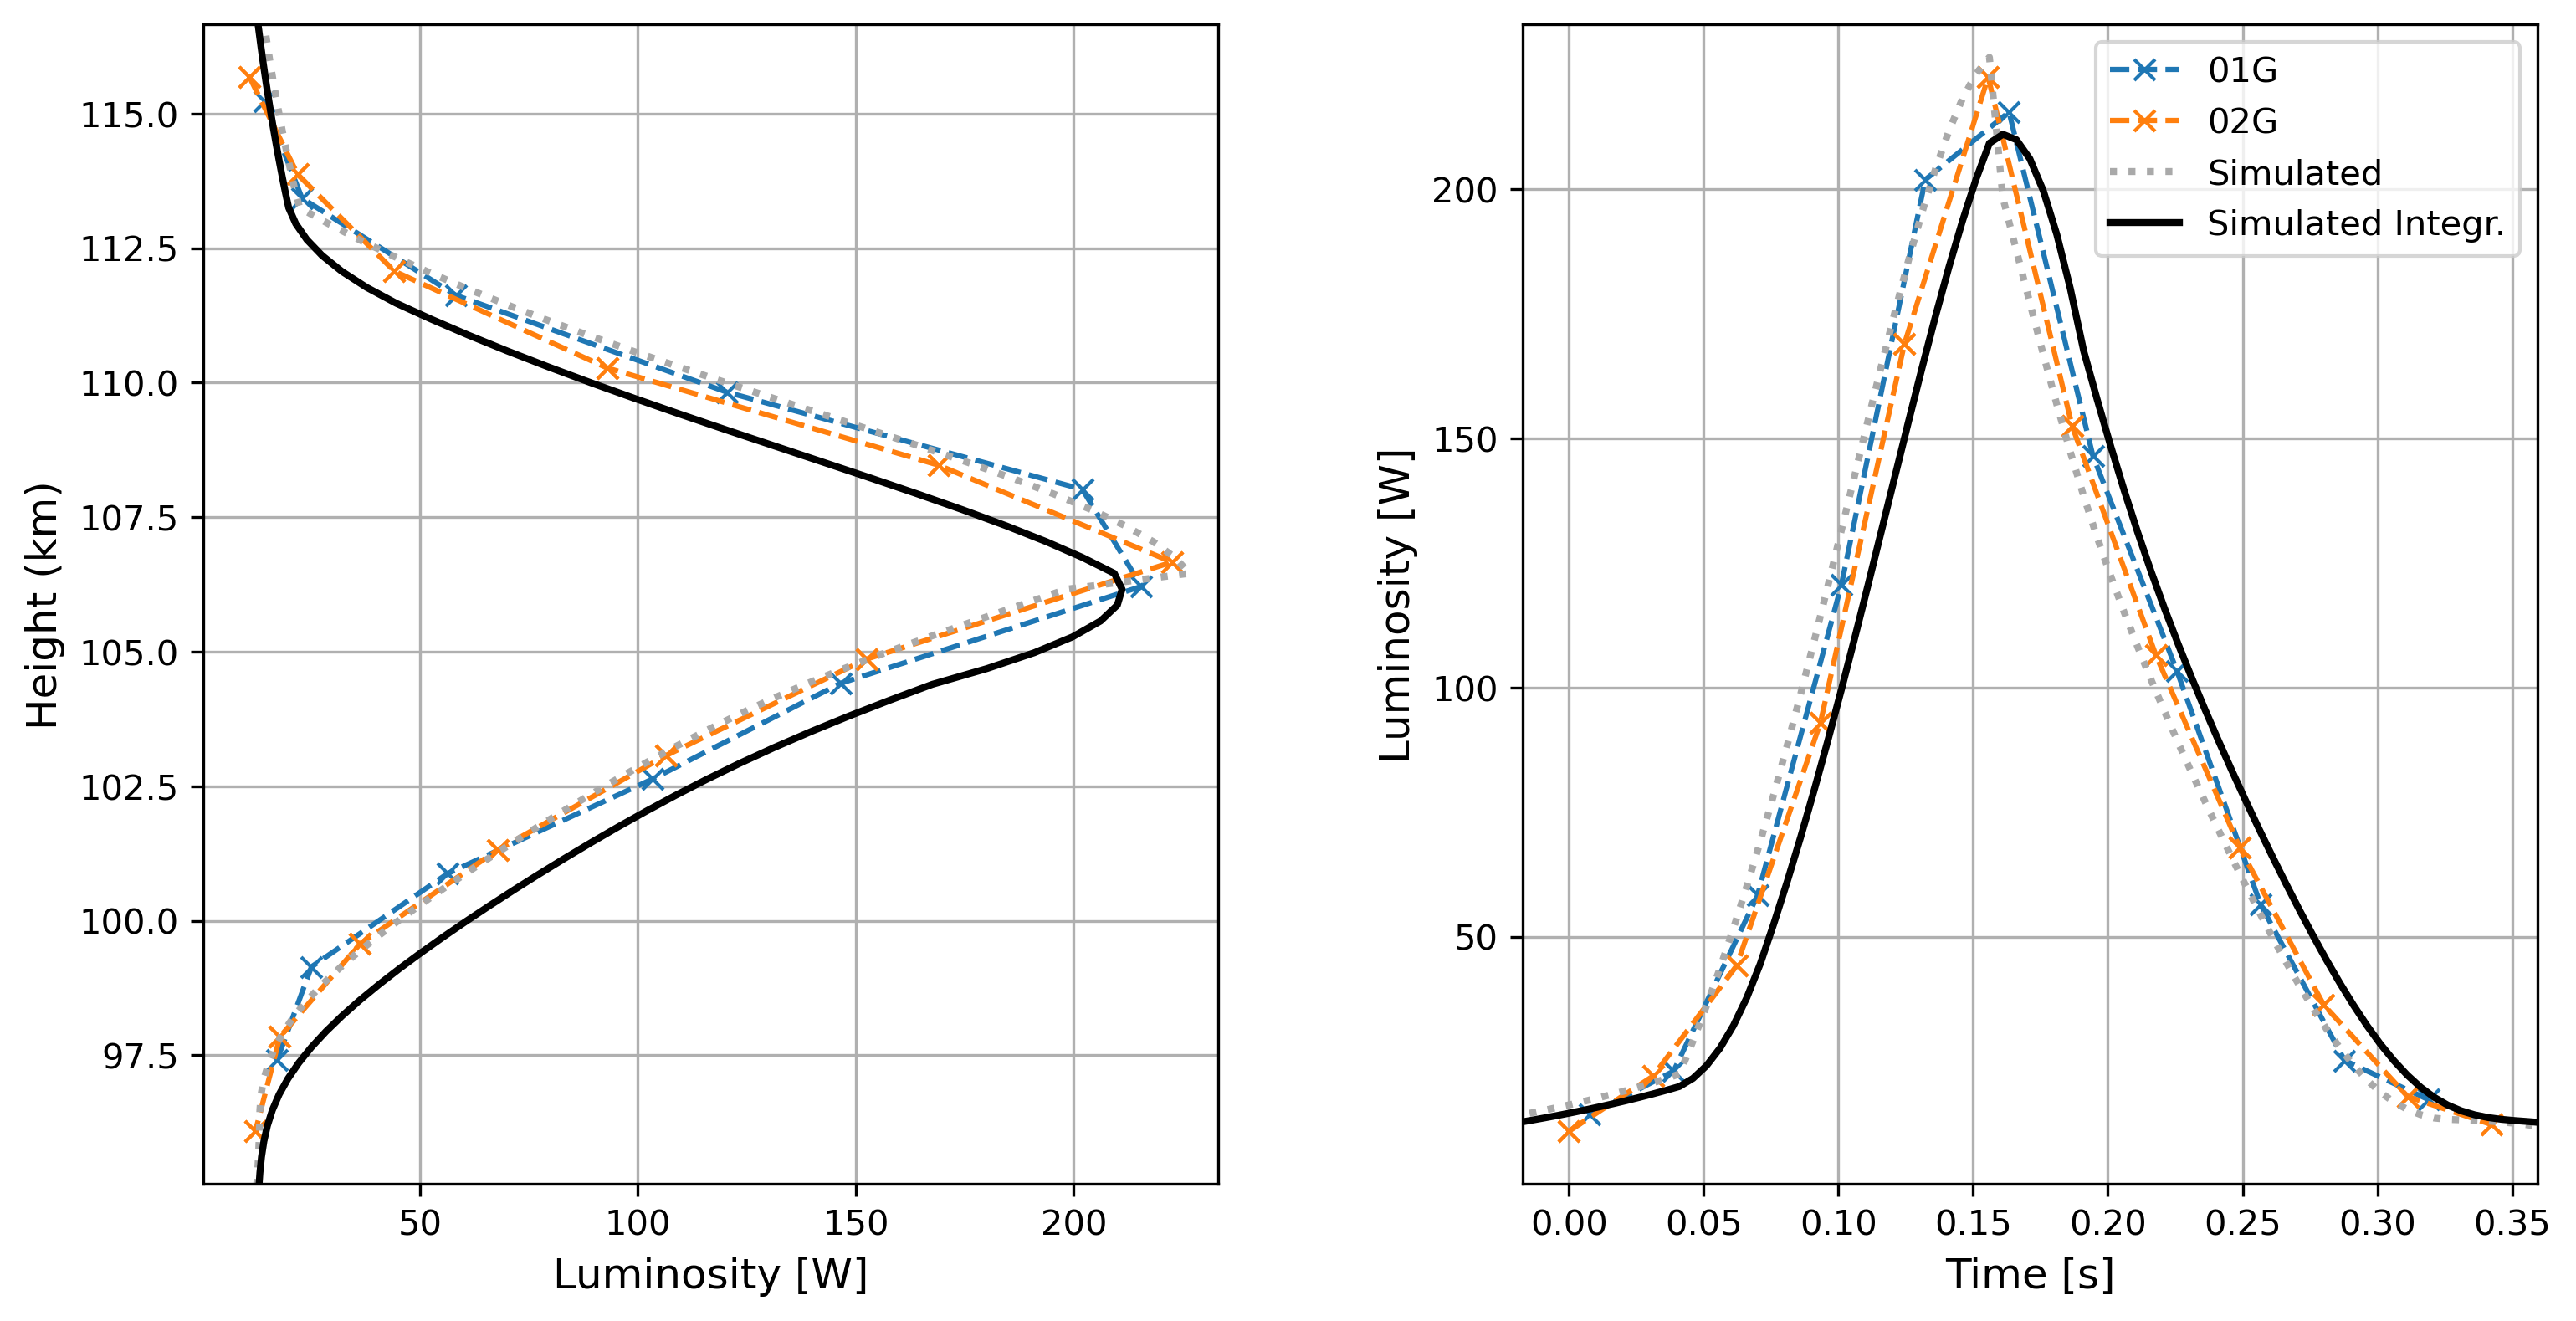 Height (km)
115.0
112.5
110.0
107.5
105.0
102.5
100.0
97.5
50 100 150 200
Luminosity [W]
Luminosity [W]
200
150
100
50
0.00 0.05 0.10 0.15 0.20 0.25 0.30 0.35
Time [s]
01G
02G
Simulated
Simulated Integr.